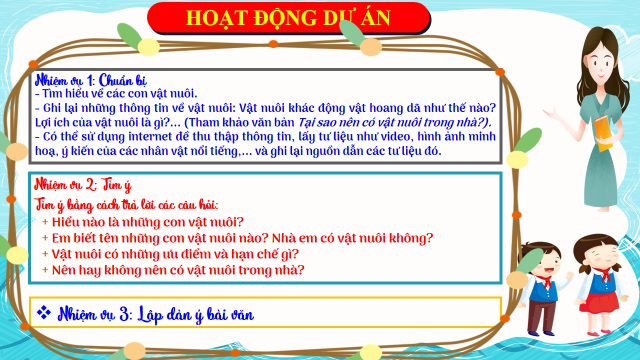 HOẠT ĐỘNG DỰ ÁN
Nhiệm vụ 1: Chuẩn bị
- Tìm hiểu về các con vật nuôi.
- Ghi lại những thông tin về vật nuôi: Vật nuôi khác động vật hoang dã như thế nào?
Lợi ích của vật nuôi là gì?... (Tham khảo văn bản Tại sao nên có vật nuôi trong nhà?).
- Có thể sử dụng internet để thu thập thông tin, lấy tư liệu như video, hình ảnh minh
hoạ, ý kiến của các nhân vật nổi tiếng,... và ghi lại nguồn dẫn các tư liệu đó.
Nhiệm vụ 2: Tìm ý
Tìm ý bằng cách trả lời các câu hỏi:
+ Hiểu nào là những con vật nuôi?
+ Em biết tên những con vật nuôi nào? Nhà em có vật nuôi không?
+ Vật nuôi có những ưu điểm và hạn chế gì?
+ Nên hay không nên có vật nuôi trong nhà?
❖ Nhiệm vụ 3: Lập dàn ý bài văn